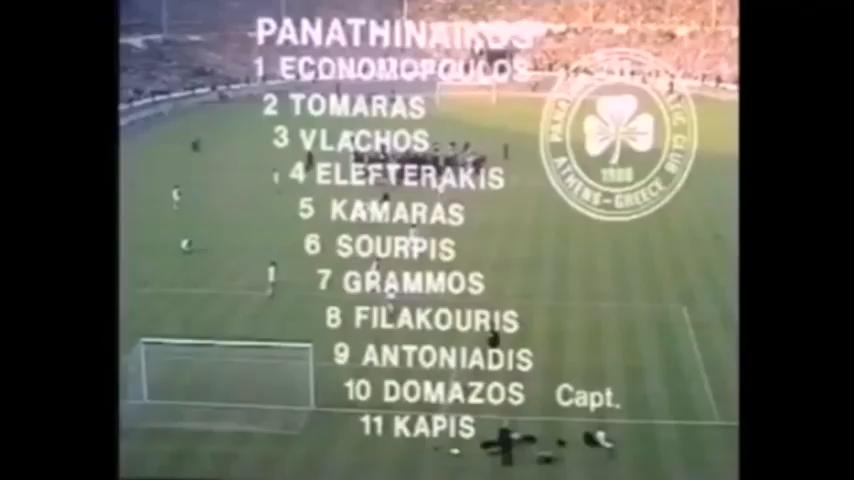 PANATHINAIKOS
1 ECONOMOPOULOS
2 TOMARAS
3 VLACHOS
4 ELEFTERAKIS
5 KAMARAS
6 SOURPIS
7 GRAMMOS
8 FILAKOURIS
9 ANTONIADIS
10 DOMAZOS Capt.
11 KAPIS
CLUB
1908
ATHENS-GREECE